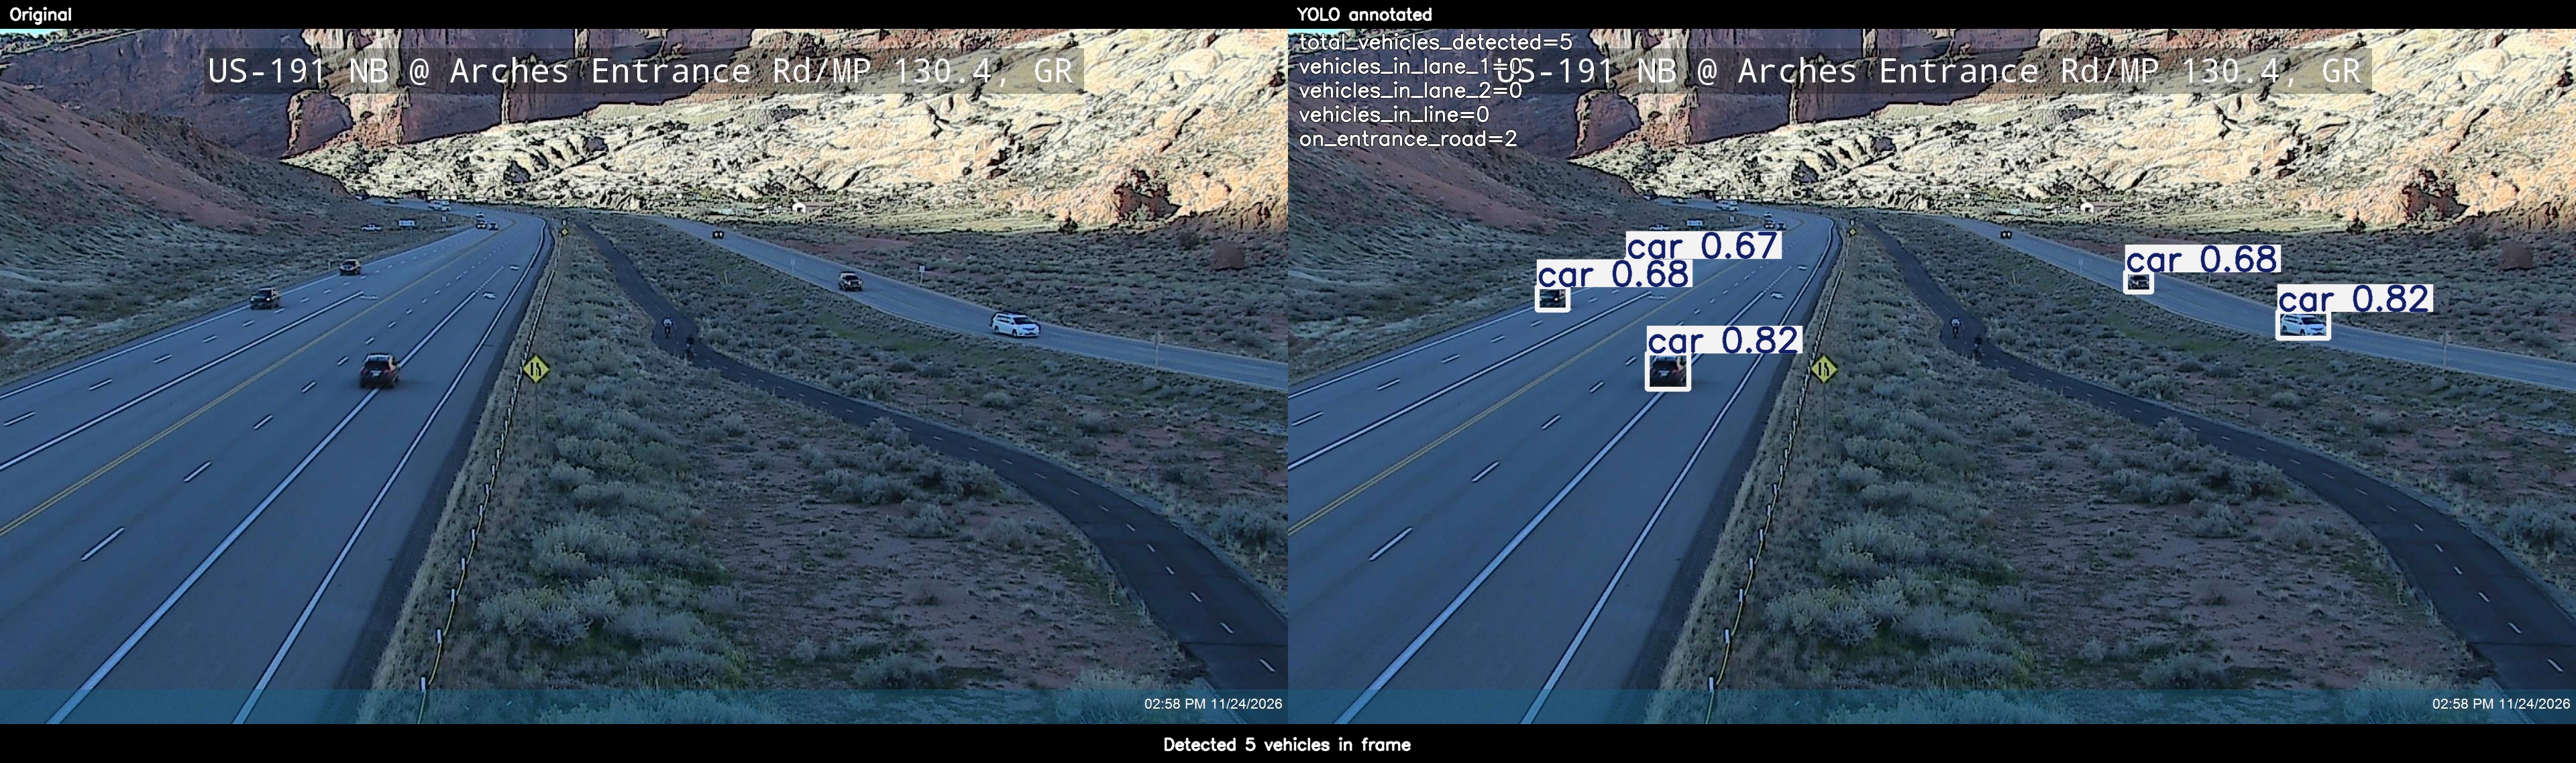 Original
US-191 NB @ Arches Entrance Rd/MP 130.4, GR
02:58 PM 11/24/2026
YOLO annotated
total_vehicles_detected=5
vehicles_in_lane_1=0
US-191 NB @ Arches Entrance Rd/MP 130.4, GR
vehicles_in_lane_2=0
vehicles_in_line=0
on_entrance_road=2
car 0.67
car 0.68
car 0.68
car 0.82
car 0.82
02:58 PM 11/24/2026
Detected 5 vehicles in frame